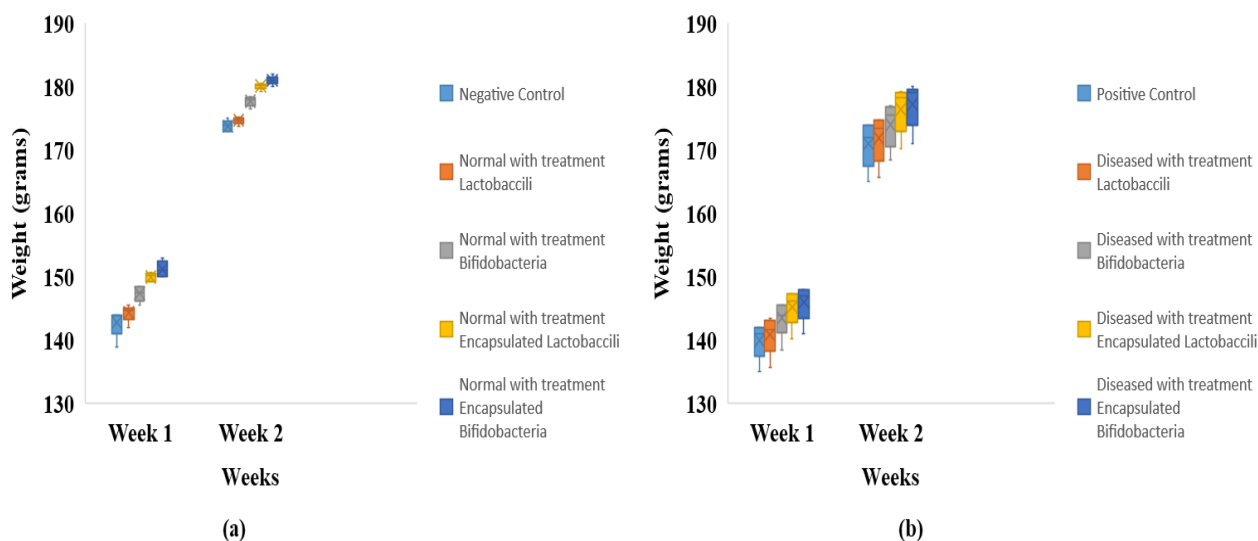 190
180
170
160
150
140
130
Weight (grams)
Week 1
Week 2
Weeks
Negative Control
Normal with treatment
Lactobaccili
Normal with treatment
Bifidobacteria
Normal with treatment
Encapsulated Lactobaccili
Normal with treatment
Encapsulated
Bifidobacteria
(a)
190
180
170
160
150
140
130
Weight (grams)
Week 1
Week 2
Weeks
Positive Control
Diseased with treatment
Lactobaccili
Diseased with treatment
Bifidobacteria
Diseased with treatment
Encapsulated Lactobaccili
Diseased with treatment
Encapsulated
Bifidobacteria
(b)